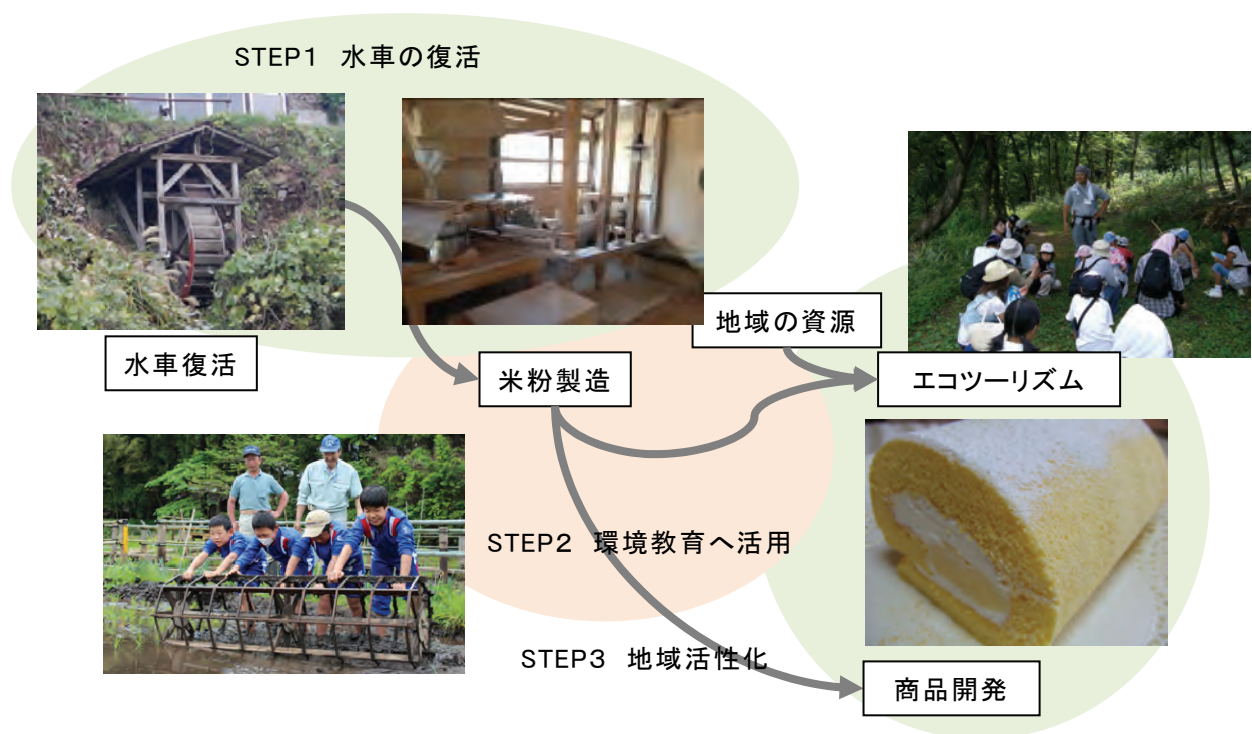 STEP1 水車の復活
地域の資源
水車復活
米粉製造
エコツーリズム
STEP2 環境教育へ活用
STEP3 地域活性化
商品開発